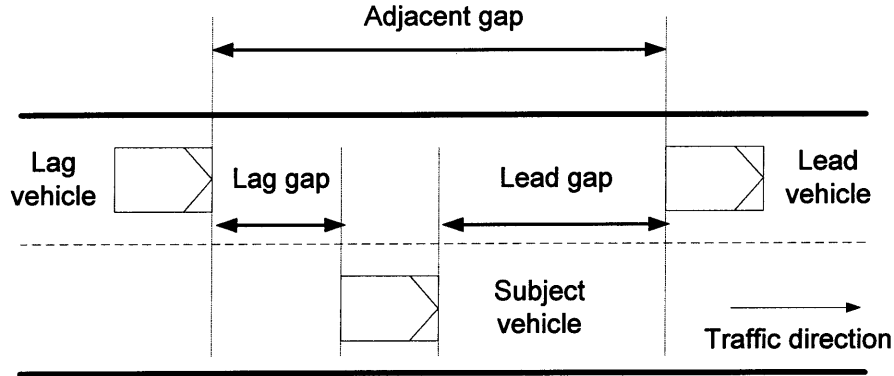 Adjacent gap
Lag
vehicle
Lag gap
Lead gap
Lead
vehicle
Subject
vehicle
Traffic direction